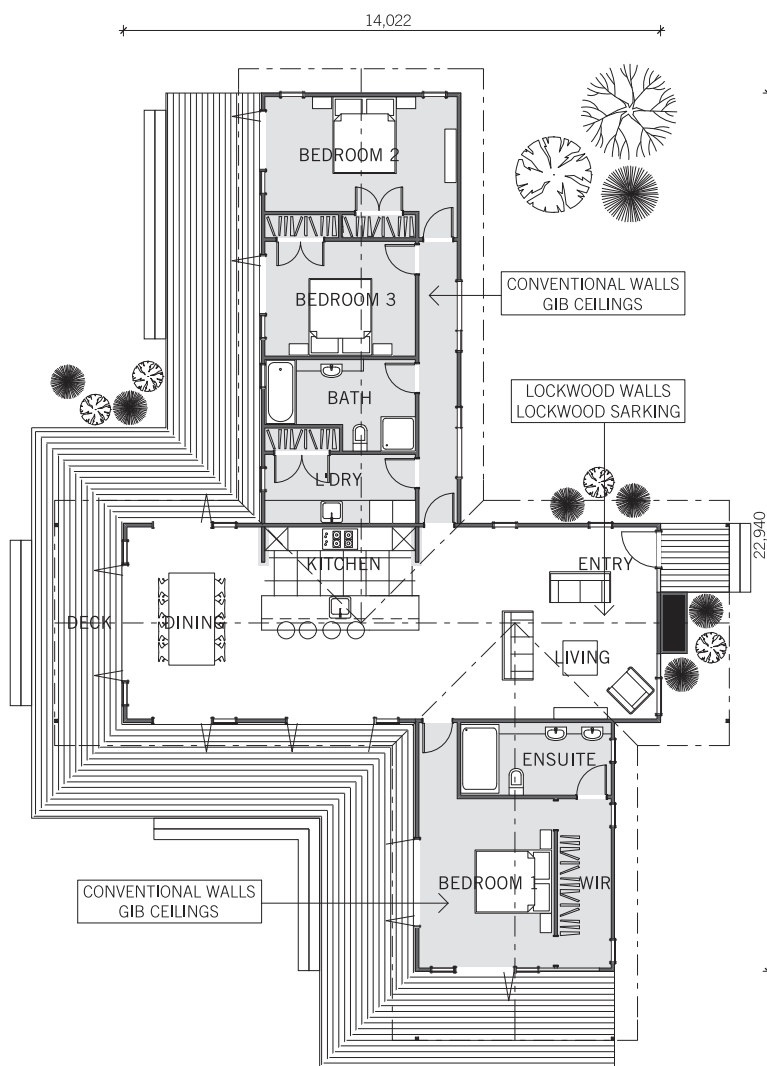 14,022
BEDROOM 2
CONVENTIONAL WALLS
GIB CEILINGS
BEDROOM 3
LOCKWOOD WALLS
LOCKWOOD SARKING
BATH
L'DRY
22,940
KITCHEN
ENTRY
DECK
DINING
LIVING
ENSUITE
BEDROOM 1
WIR
CONVENTIONAL WALLS
GIB CEILINGS